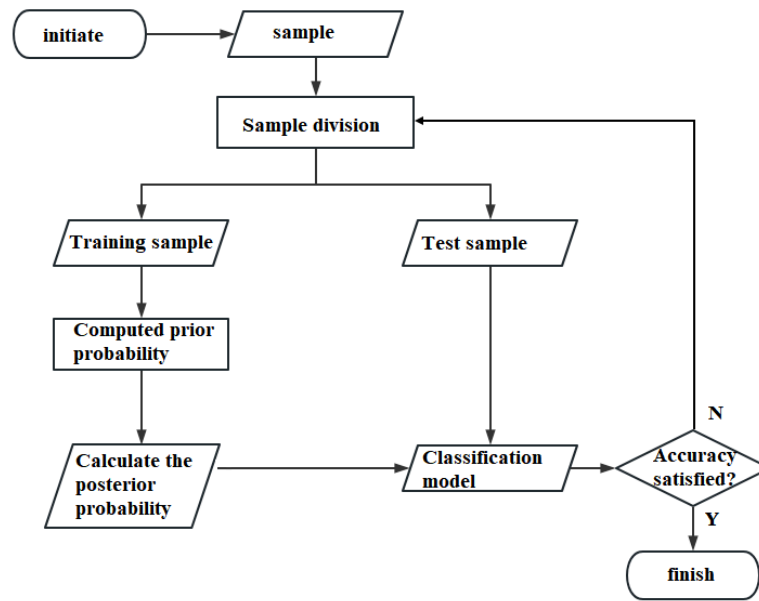 initiate
sample
Sample division
Training sample
Test sample
Computed prior
probability
Calculate the
posterior
probability
Classification
model
Accuracy
satisfied?
N
Y
finish